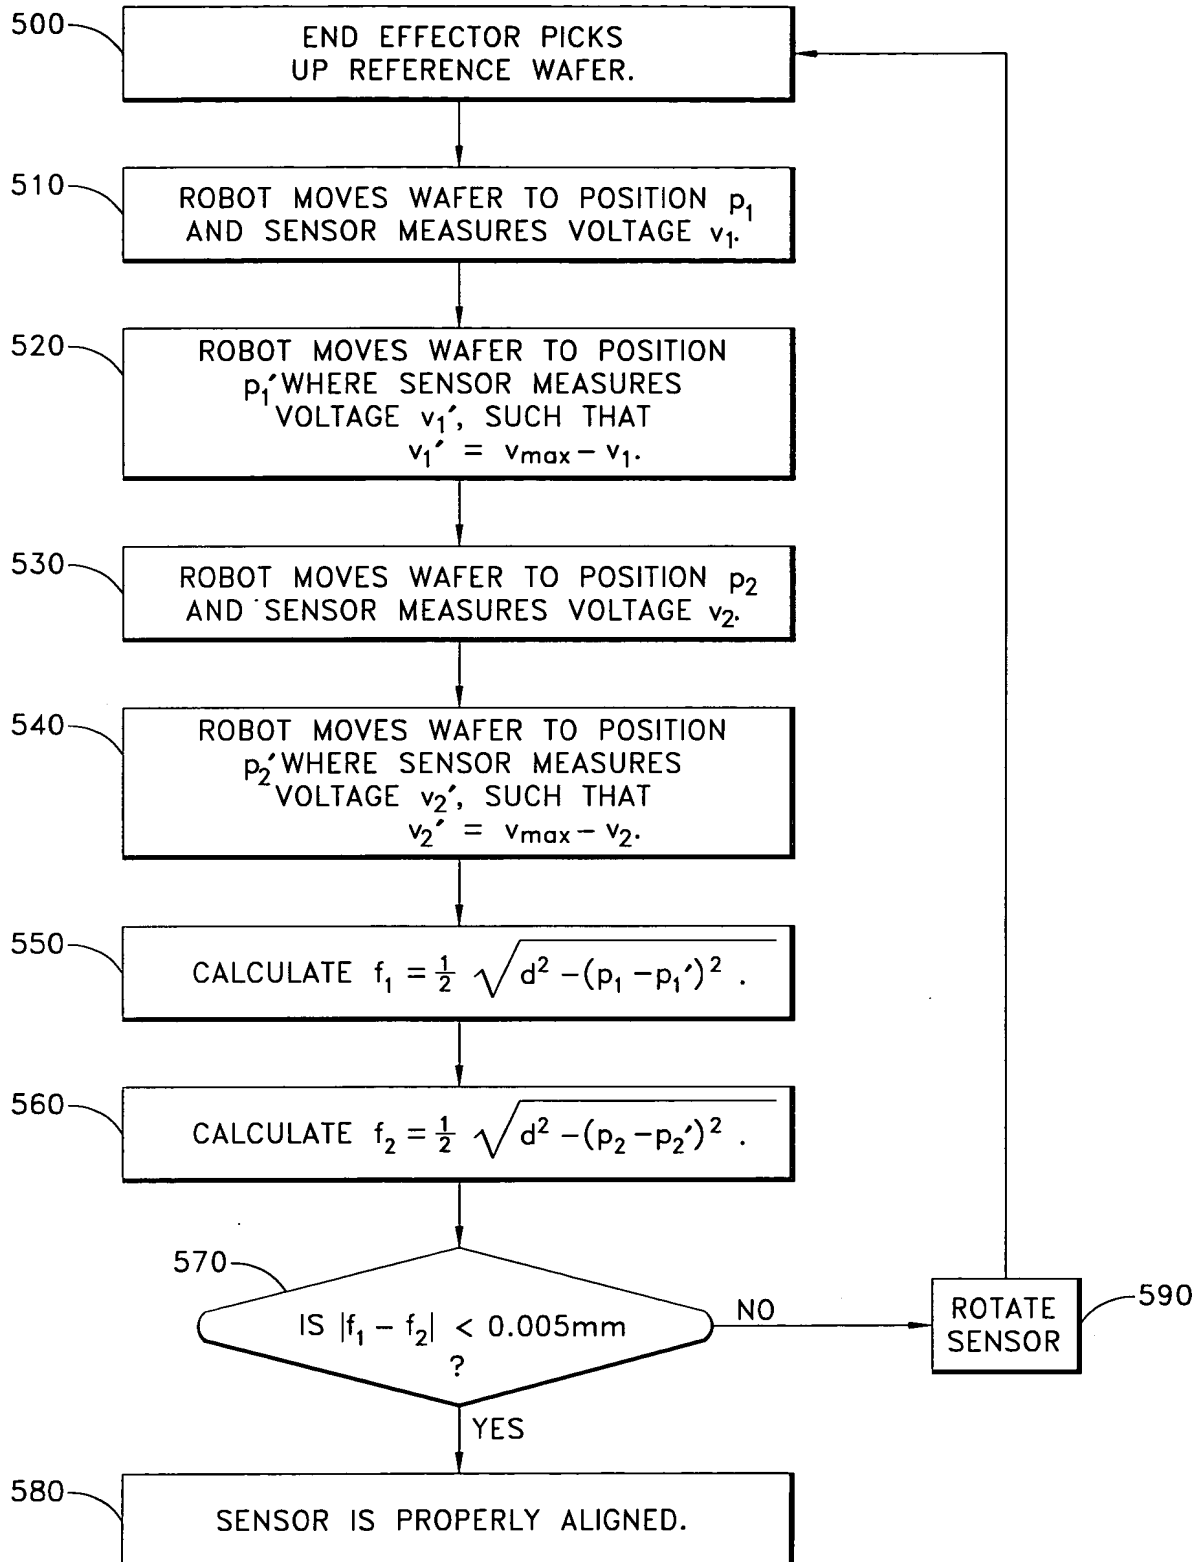 500
END EFFECTOR PICKS
UP REFERENCE WAFER.
510
ROBOT MOVES WAFER TO POSITION p₁
AND SENSOR MEASURES VOLTAGE v₁.
520
ROBOT MOVES WAFER TO POSITION
p₁′ WHERE SENSOR MEASURES
VOLTAGE v₁′, SUCH THAT
v₁′ = vmax – v₁.
530
ROBOT MOVES WAFER TO POSITION p₂
AND SENSOR MEASURES VOLTAGE v₂.
540
ROBOT MOVES WAFER TO POSITION
p₂′ WHERE SENSOR MEASURES
VOLTAGE v₂′, SUCH THAT
v₂′ = vmax – v₂.
550
CALCULATE f₁ = ½ √(d² –(p₁ –p₁′)²) .
560
CALCULATE f₂ = ½ √(d² –(p₂ –p₂′)²) .
570
IS |f₁ – f₂| < 0.005mm
?
NO
ROTATE
SENSOR
590
YES
580
SENSOR IS PROPERLY ALIGNED.